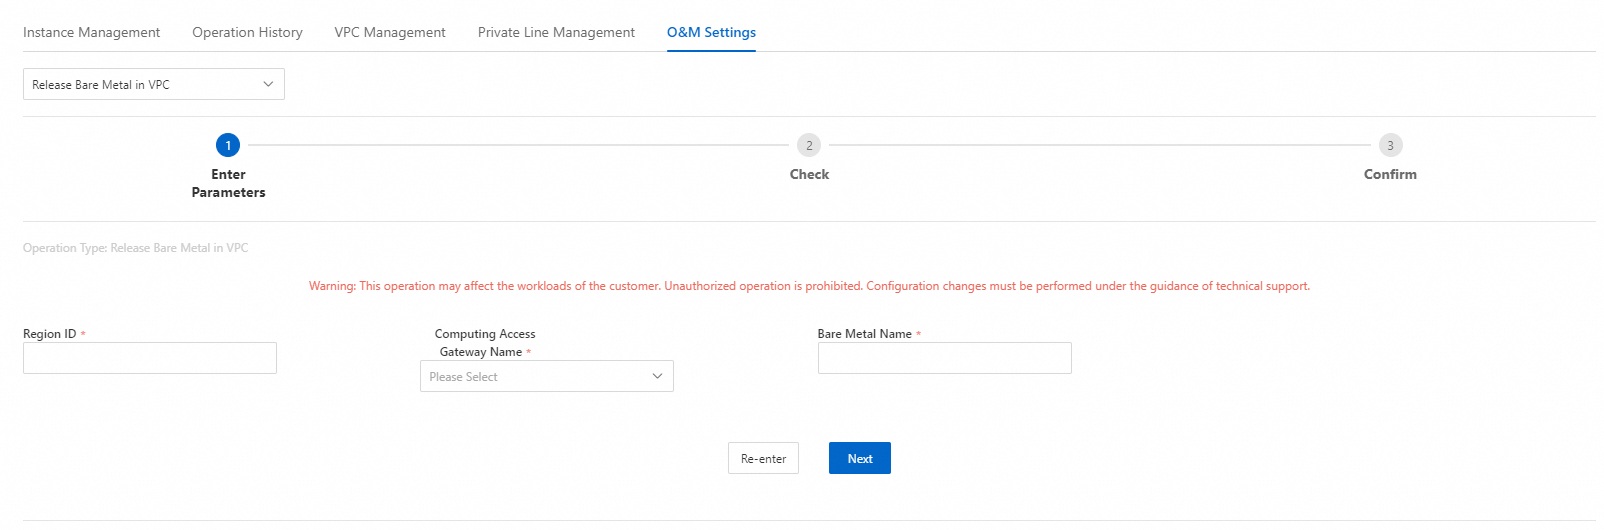 Instance Management Operation History VPC Management Private Line Management O&M Settings
Release Bare Metal in VPC
1 2 3
Enter Parameters Check Confirm
Operation Type: Release Bare Metal in VPC
Warning: This operation may affect the workloads of the customer. Unauthorized operation is prohibited. Configuration changes must be performed under the guidance of technical support.
Region ID *
Computing Access
Gateway Name *
Please Select
Bare Metal Name *
Re-enter Next